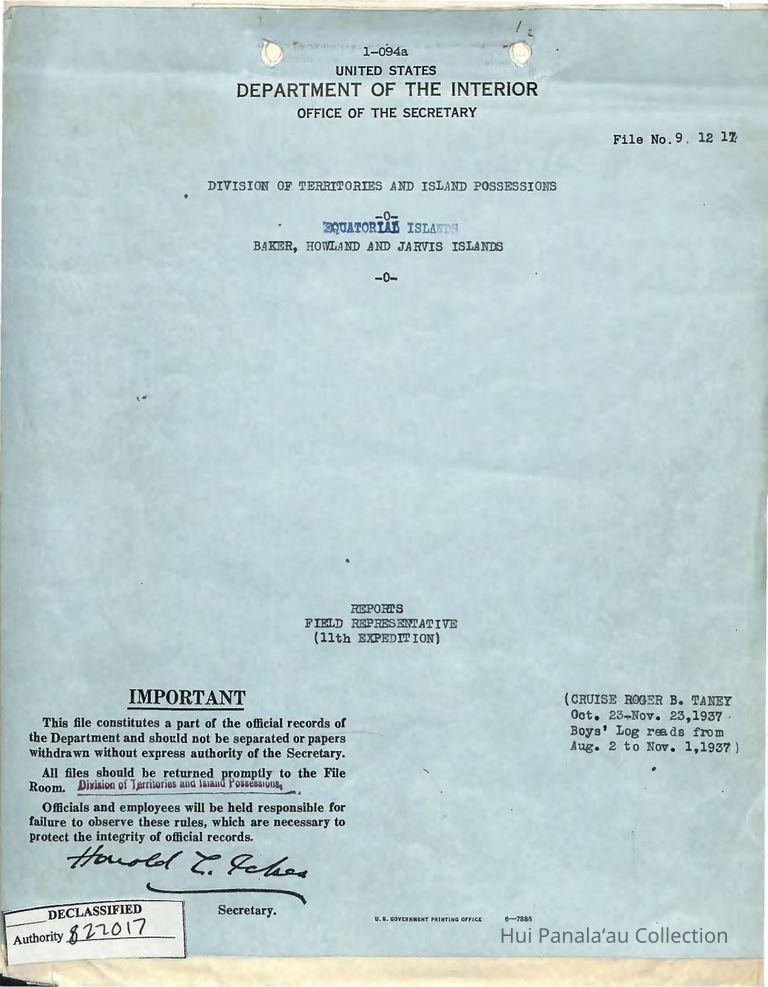 1-094a
UNITED STATES
DEPARTMENT OF THE INTERIOR
OFFICE OF THE SECRETARY
File No. 9. 12 17
DIVISION OF TERRITORIES AND ISLAND POSSESSIONS
-O-
EQUATORIAL ISLANDS
BAKER, HOWLAND AND JARVIS ISLANDS
-O-
REPORTS
FIELD REPRESENTATIVE
(11th EXPEDITION)
(CRUISE ROGER B. TANEY
Oct. 23-Nov. 23,1937
Boys' Log reads from
Aug. 2 to Nov. 1,1937)
IMPORTANT
This file constitutes a part of the official records of
the Department and should not be separated or papers
withdrawn without express authority of the Secretary.
All files should be returned promptly to the File
Room. Division of Territories and Island Possessions,
Officials and employees will be held responsible for
failure to observe these rules, which are necessary to
protect the integrity of official records.
Harold L. Ickes
Secretary.
DECLASSIFIED
Authority 822017
U. S. GOVERNMENT PRINTING OFFICE 6—7885
Hui Panalaʻau Collection